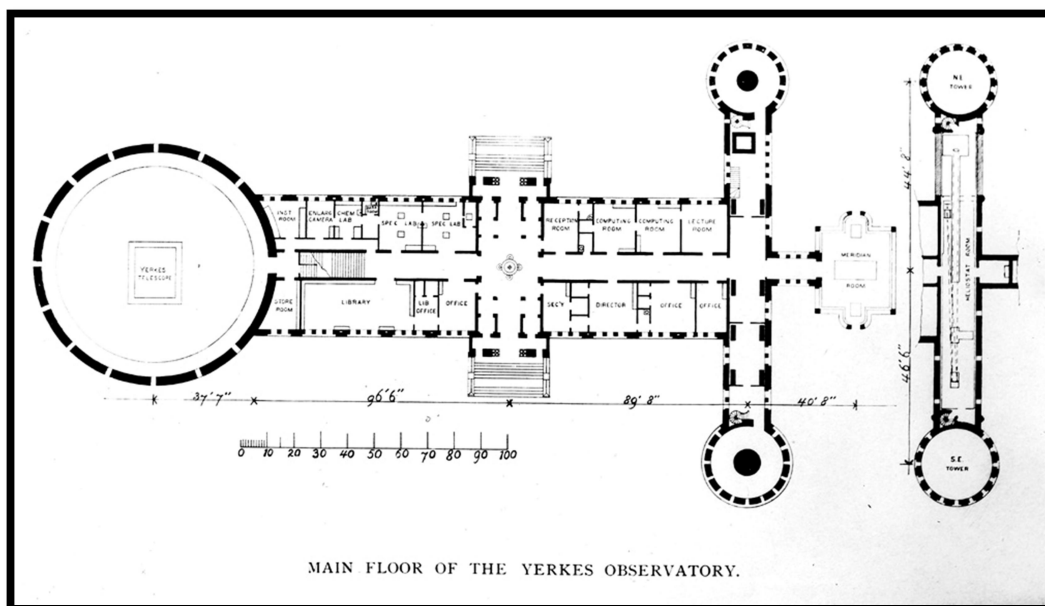 N.E.
TOWER
44' 8"
INST
ROOM
ENLARG
CAMERA
CHEM
LAB
SPEC LAB
SPEC LAB
RECEPTION
ROOM
COMPUTING
ROOM
COMPUTING
ROOM
LECTURE
ROOM
YERKES
TELESCOPE
MERIDIAN
ROOM
HELIOSTAT ROOM
STORE
ROOM
LIBRARY
LIB
OFFICE
OFFICE
SEC'Y
DIRECTOR
OFFICE
OFFICE
46' 6"
37' 7"
96' 6"
89' 8"
40' 8"
0 10 20 30 40 50 60 70 80 90 100
S.E.
TOWER
MAIN FLOOR OF THE YERKES OBSERVATORY.